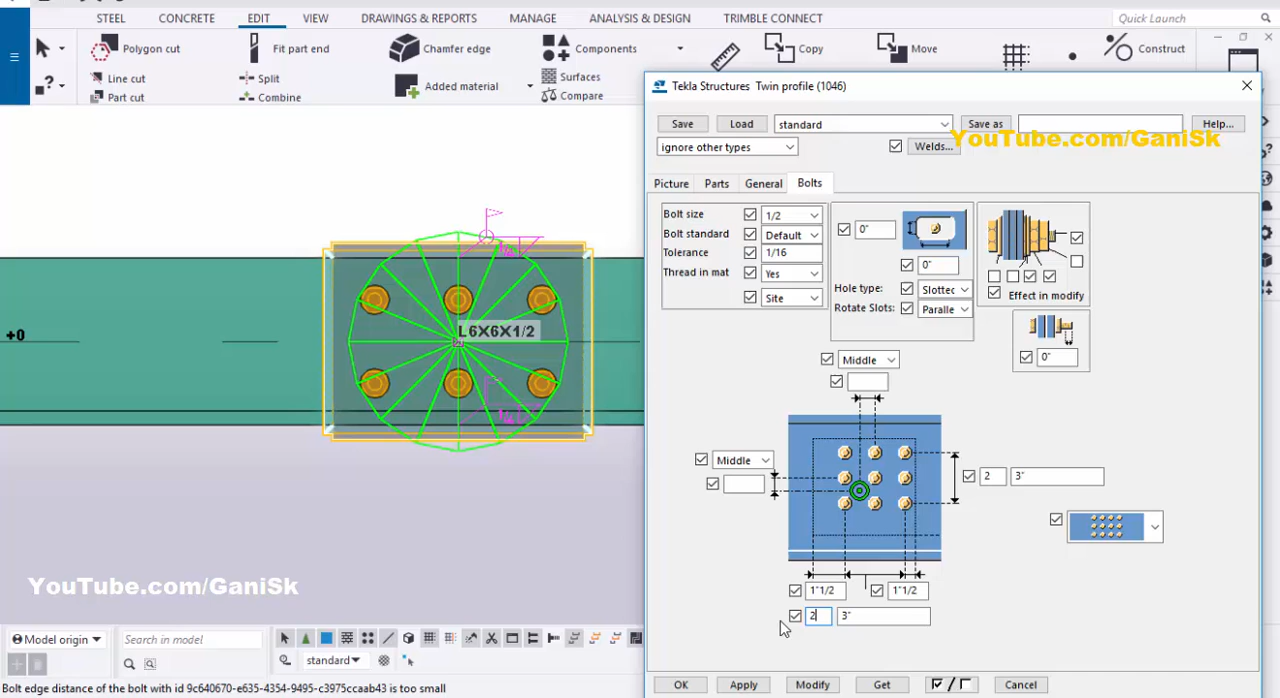 STEEL CONCRETE EDIT VIEW DRAWINGS & REPORTS MANAGE ANALYSIS & DESIGN TRIMBLE CONNECT Quick Launch
Polygon cut Fit part end Chamfer edge Components Copy Move Construct
Line cut Split Surfaces
Part cut Combine Added material Compare
Tekla Structures Twin profile (1046)
Save Load standard Save as Help...
YouTube.com/GaniSk
ignore other types Welds...
Picture Parts General Bolts
Bolt size 1/2
Bolt standard Default
Tolerance 1/16
Thread in mat Yes
Site
0"
0"
Hole type: Slottec
Rotate Slots: Paralle
Effect in modify
0"
Middle
Middle
2 3"
1"1/2 1"1/2
2 3"
+0
L6X6X1/2
YouTube.com/GaniSk
Model origin Search in model
standard
OK Apply Modify Get / Cancel
Bolt edge distance of the bolt with id 9c640670-e635-4354-9495-c3975ccaab43 is too small